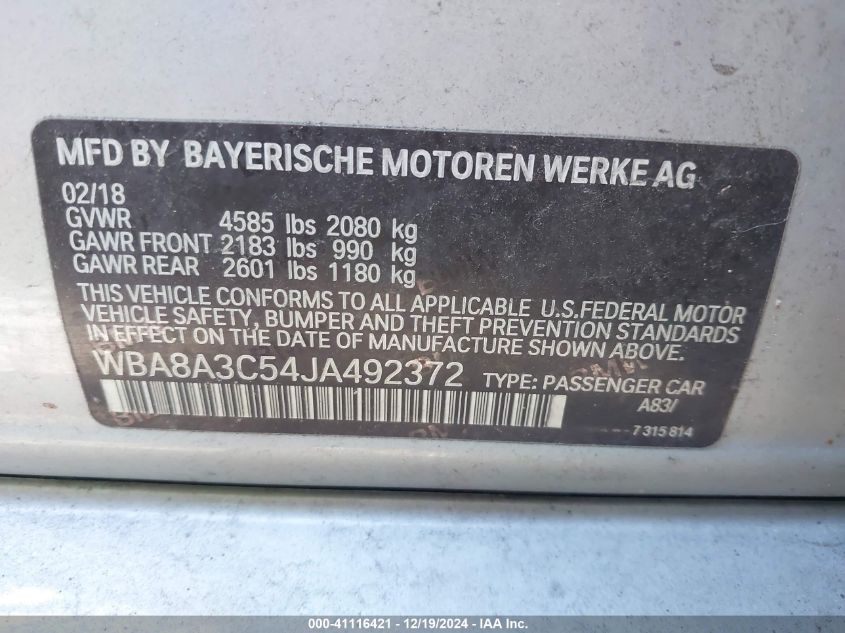 MFD BY BAYERISCHE MOTOREN WERKE AG
02/18
GVWR 4585 lbs 2080 kg
GAWR FRONT 2183 lbs 990 kg
GAWR REAR 2601 lbs 1180 kg
THIS VEHICLE CONFORMS TO ALL APPLICABLE U.S.FEDERAL MOTOR
VEHICLE SAFETY, BUMPER AND THEFT PREVENTION STANDARDS
IN EFFECT ON THE DATE OF MANUFACTURE SHOWN ABOVE.
WBA8A3C54JA492372 TYPE: PASSENGER CAR
A83/
7 315 814
000-41116421 - 12/19/2024 - IAA Inc.